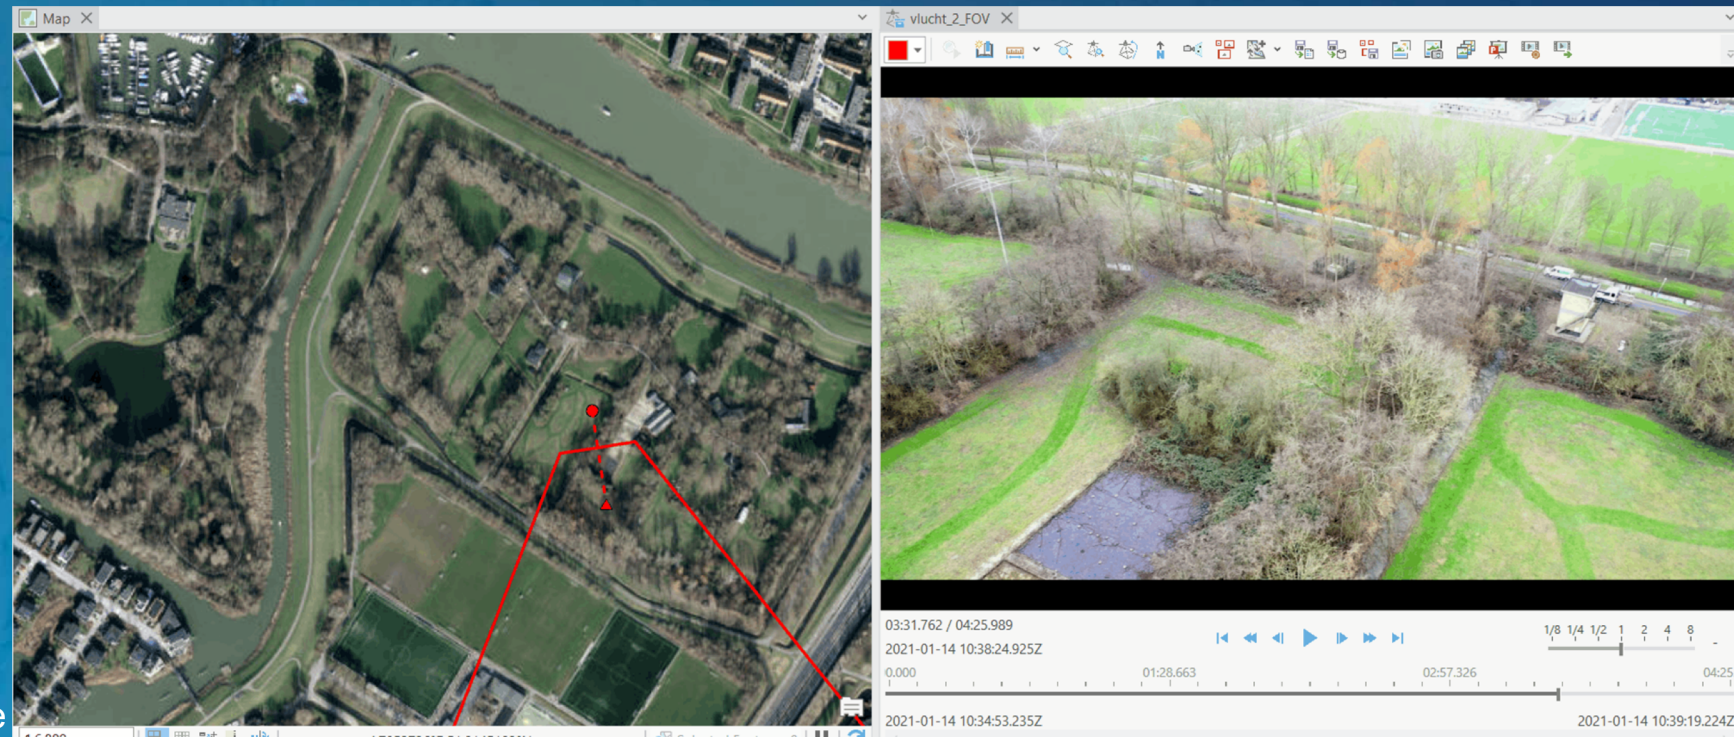 Map
vlucht_2_FOV
03:31.762 / 04:25.989
1/8 1/4 1/2 1 2 4 8
2021-01-14 10:38:24.925Z
0.000 01:28.663 02:57.326 04:25
2021-01-14 10:34:53.235Z 2021-01-14 10:39:19.224Z
e